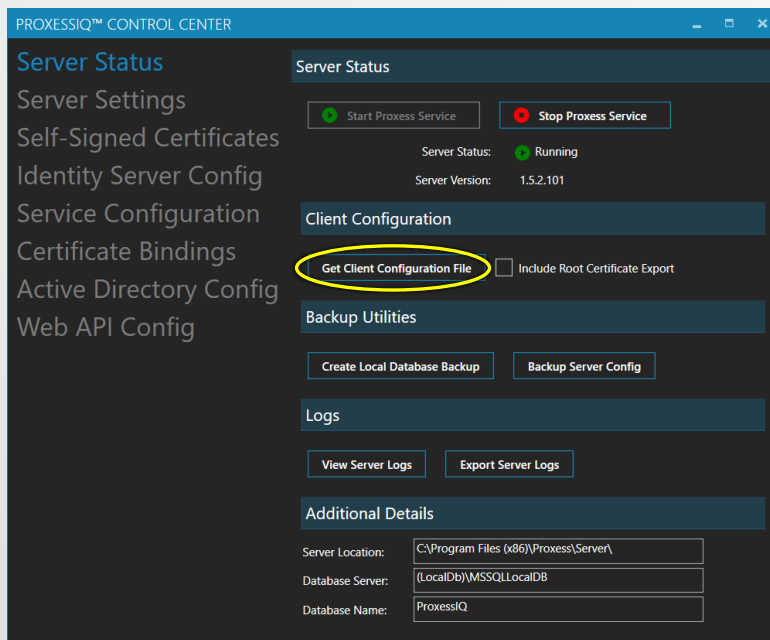 PROXESSIQ™ CONTROL CENTER
Server Status
Server Settings
Self-Signed Certificates
Identity Server Config
Service Configuration
Certificate Bindings
Active Directory Config
Web API Config
Server Status
Start Proxess Service
Stop Proxess Service
Server Status:
Running
Server Version:
1.5.2.101
Client Configuration
Get Client Configuration File
Include Root Certificate Export
Backup Utilities
Create Local Database Backup
Backup Server Config
Logs
View Server Logs
Export Server Logs
Additional Details
Server Location:
C:\Program Files (x86)\Proxess\Server\
Database Server:
(LocalDb)\MSSQLLocalDB
Database Name:
ProxessIQ